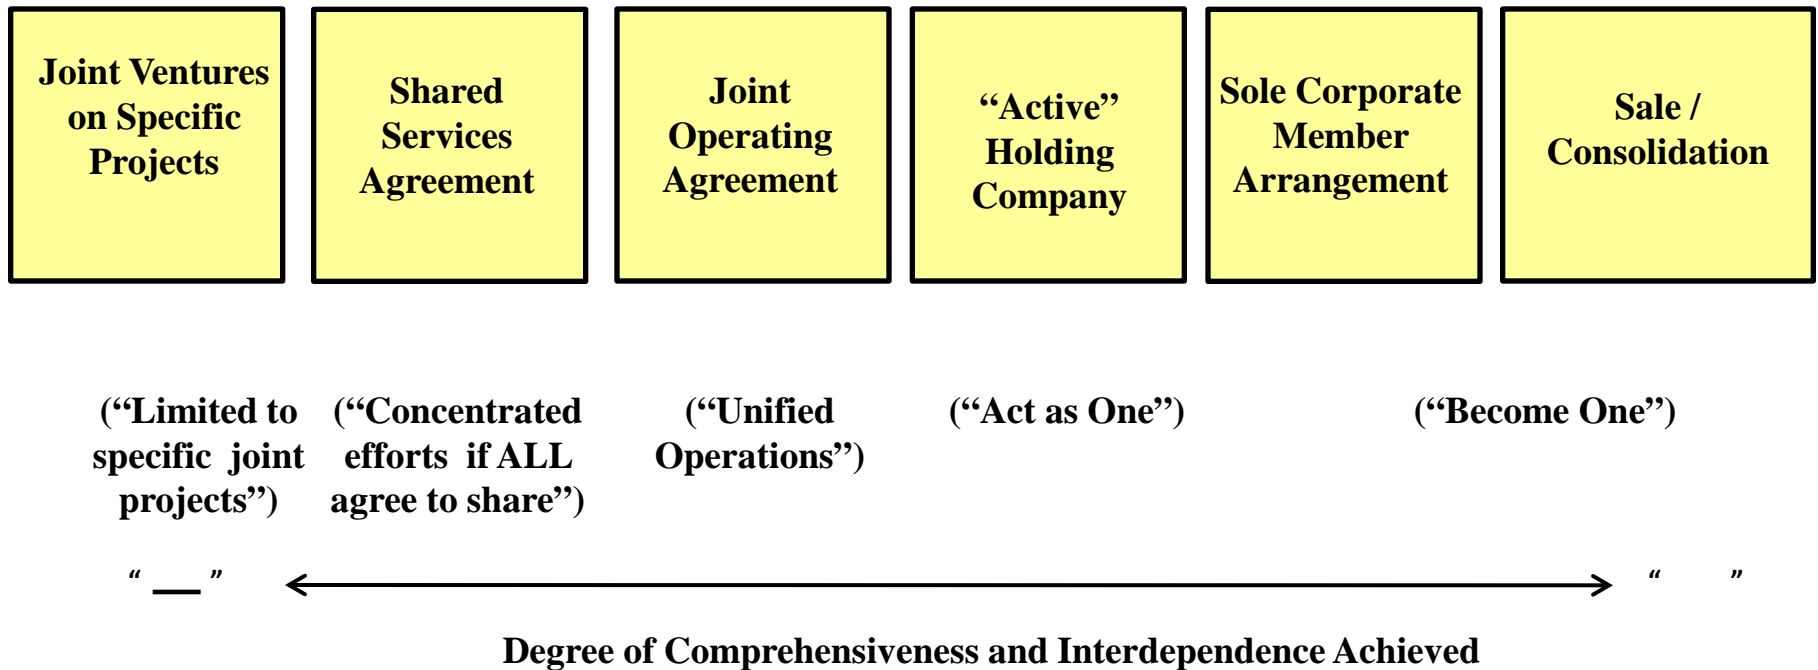 Joint Ventures
on Specific
Projects
Shared
Services
Agreement
Joint
Operating
Agreement
“Active”
Holding
Company
Sole Corporate
Member
Arrangement
Sale /
Consolidation
(“Limited to
specific joint
projects”)
(“Concentrated
efforts if ALL
agree to share”)
(“Unified
Operations”)
(“Act as One”)
(“Become One”)
“ __ ”
“ ”
Degree of Comprehensiveness and Interdependence Achieved